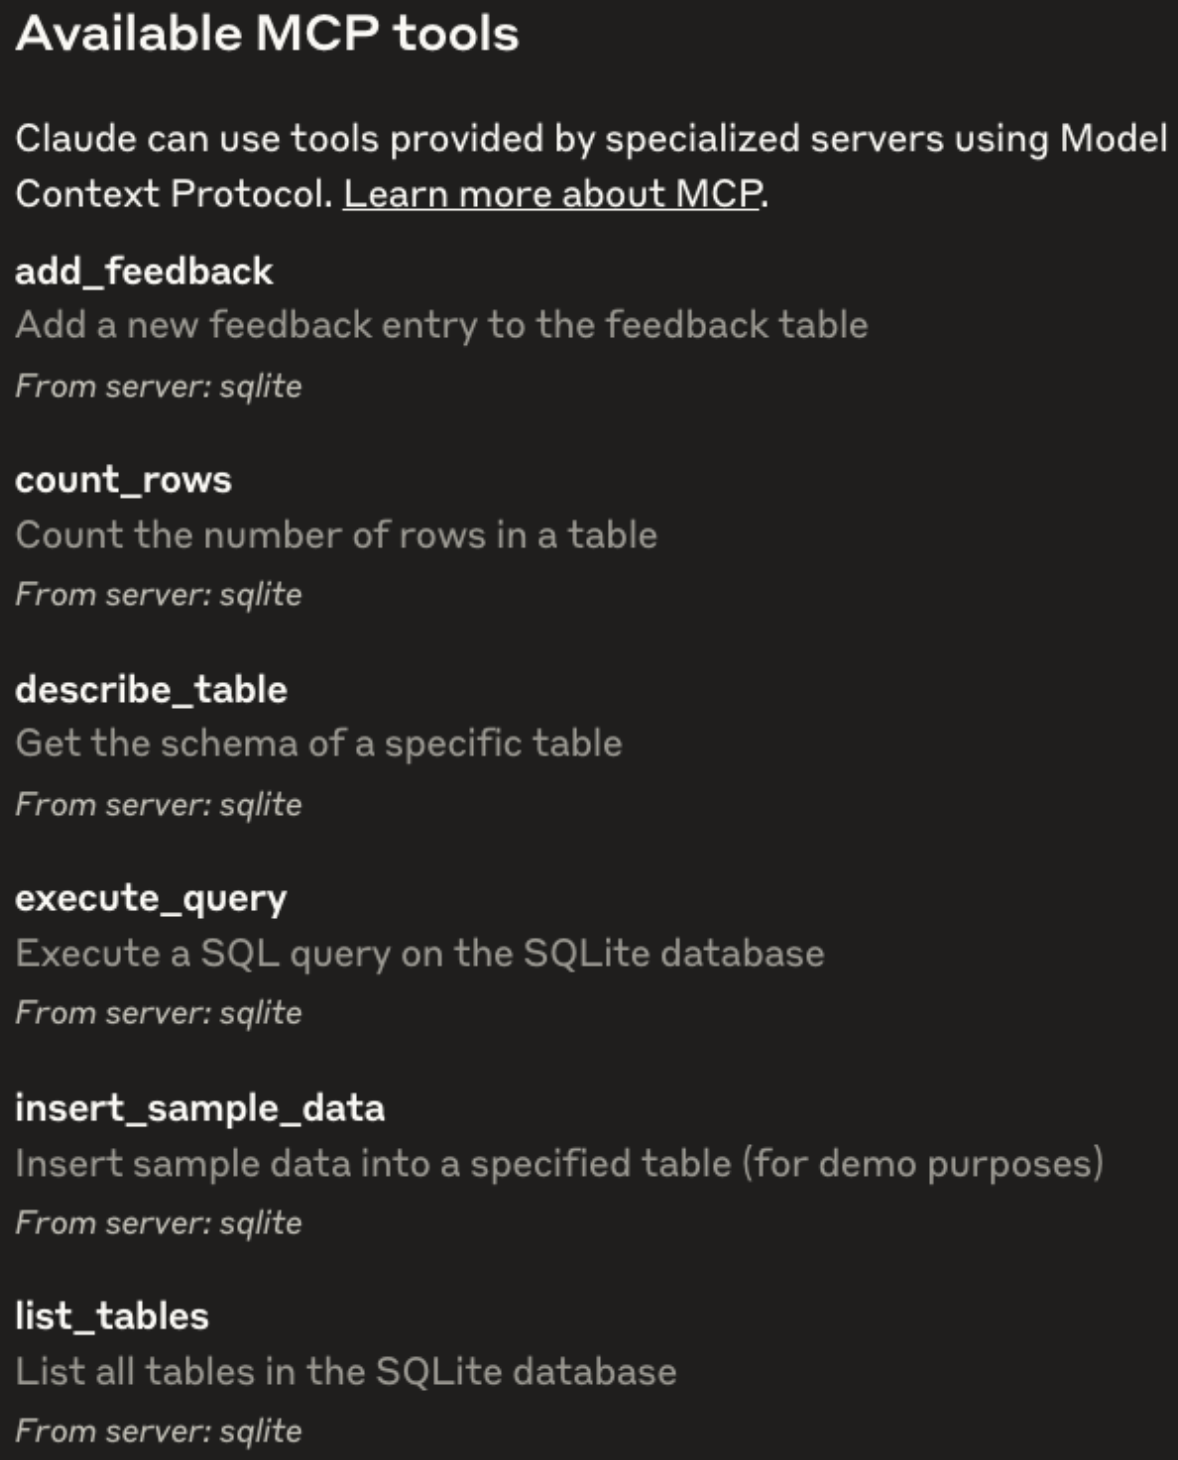 Available MCP tools
Claude can use tools provided by specialized servers using Model
Context Protocol. Learn more about MCP.
add_feedback
Add a new feedback entry to the feedback table
From server: sqlite
count_rows
Count the number of rows in a table
From server: sqlite
describe_table
Get the schema of a specific table
From server: sqlite
execute_query
Execute a SQL query on the SQLite database
From server: sqlite
insert_sample_data
Insert sample data into a specified table (for demo purposes)
From server: sqlite
list_tables
List all tables in the SQLite database
From server: sqlite